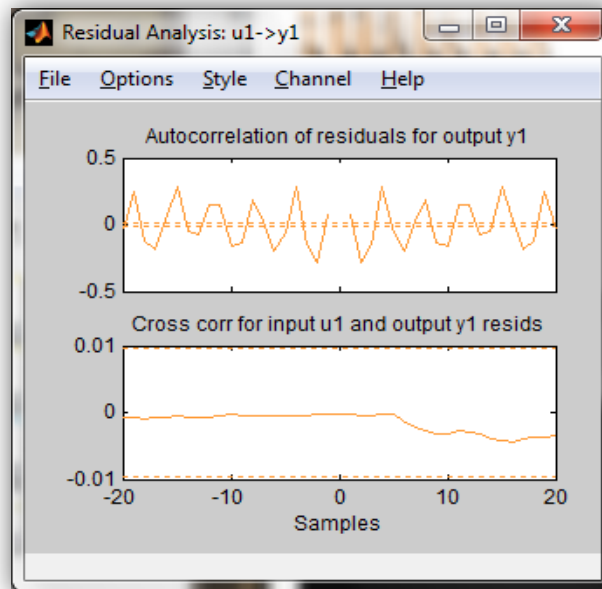 Residual Analysis: u1->y1
File Options Style Channel Help
Autocorrelation of residuals for output y1
0.5
0
-0.5
Cross corr for input u1 and output y1 resids
0.01
0
-0.01
-20 -10 0 10 20
Samples